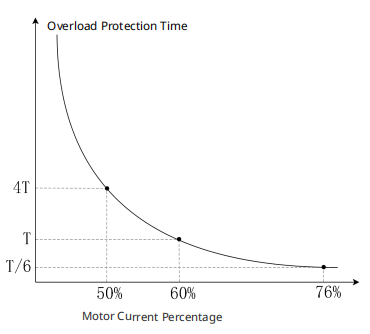 Overload Protection Time
4T
T
T/6
50%
60%
76%
Motor Current Percentage